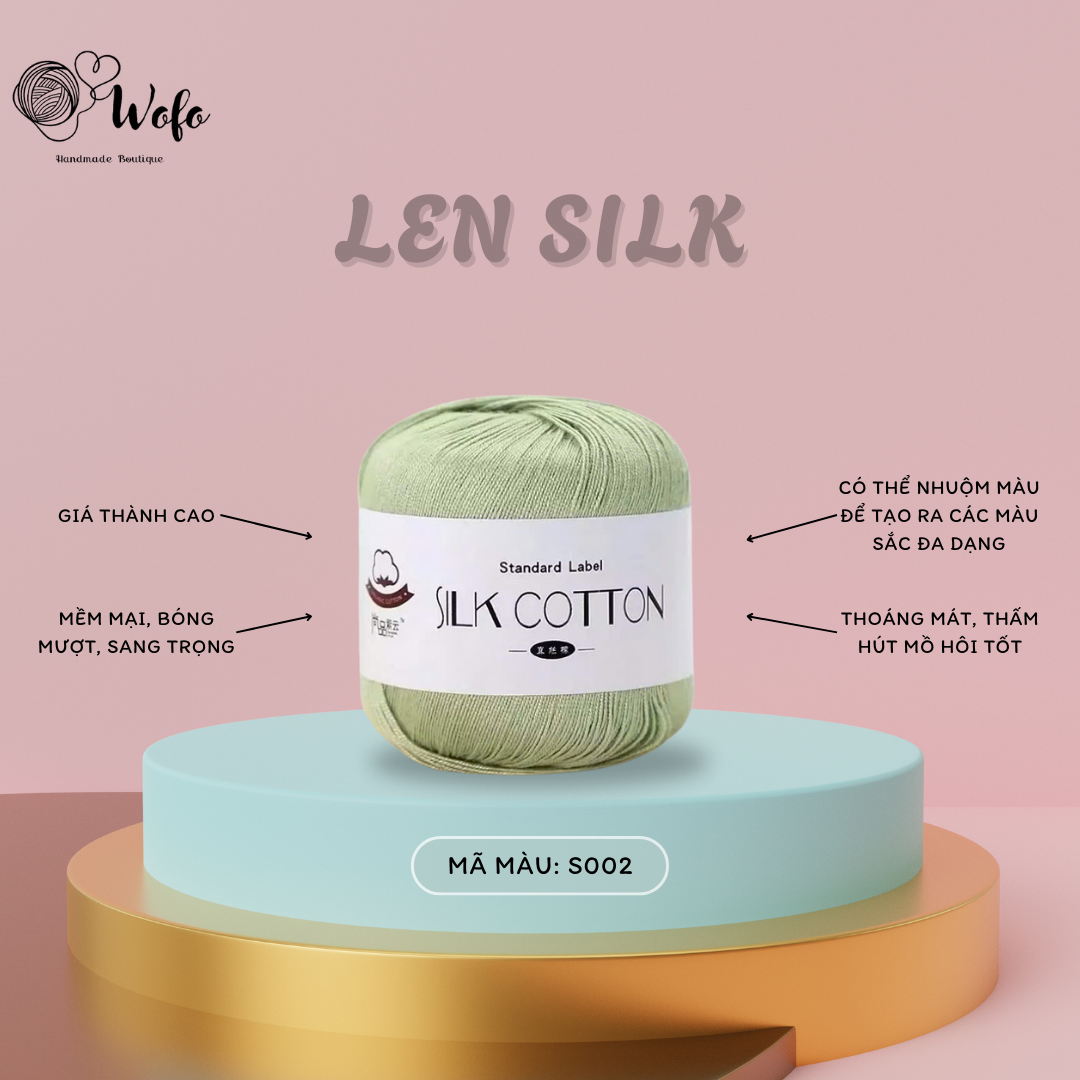 Wofo
Handmade Boutique
LEN SILK
GIÁ THÀNH CAO
MỀM MẠI, BÓNG
MƯỢT, SANG TRỌNG
CÓ THỂ NHUỘM MÀU
ĐỂ TẠO RA CÁC MÀU
SẮC ĐA DẠNG
THOÁNG MÁT, THẤM
HÚT MỒ HÔI TỐT
Standard Label
SILK COTTON
MÃ MÀU: S002